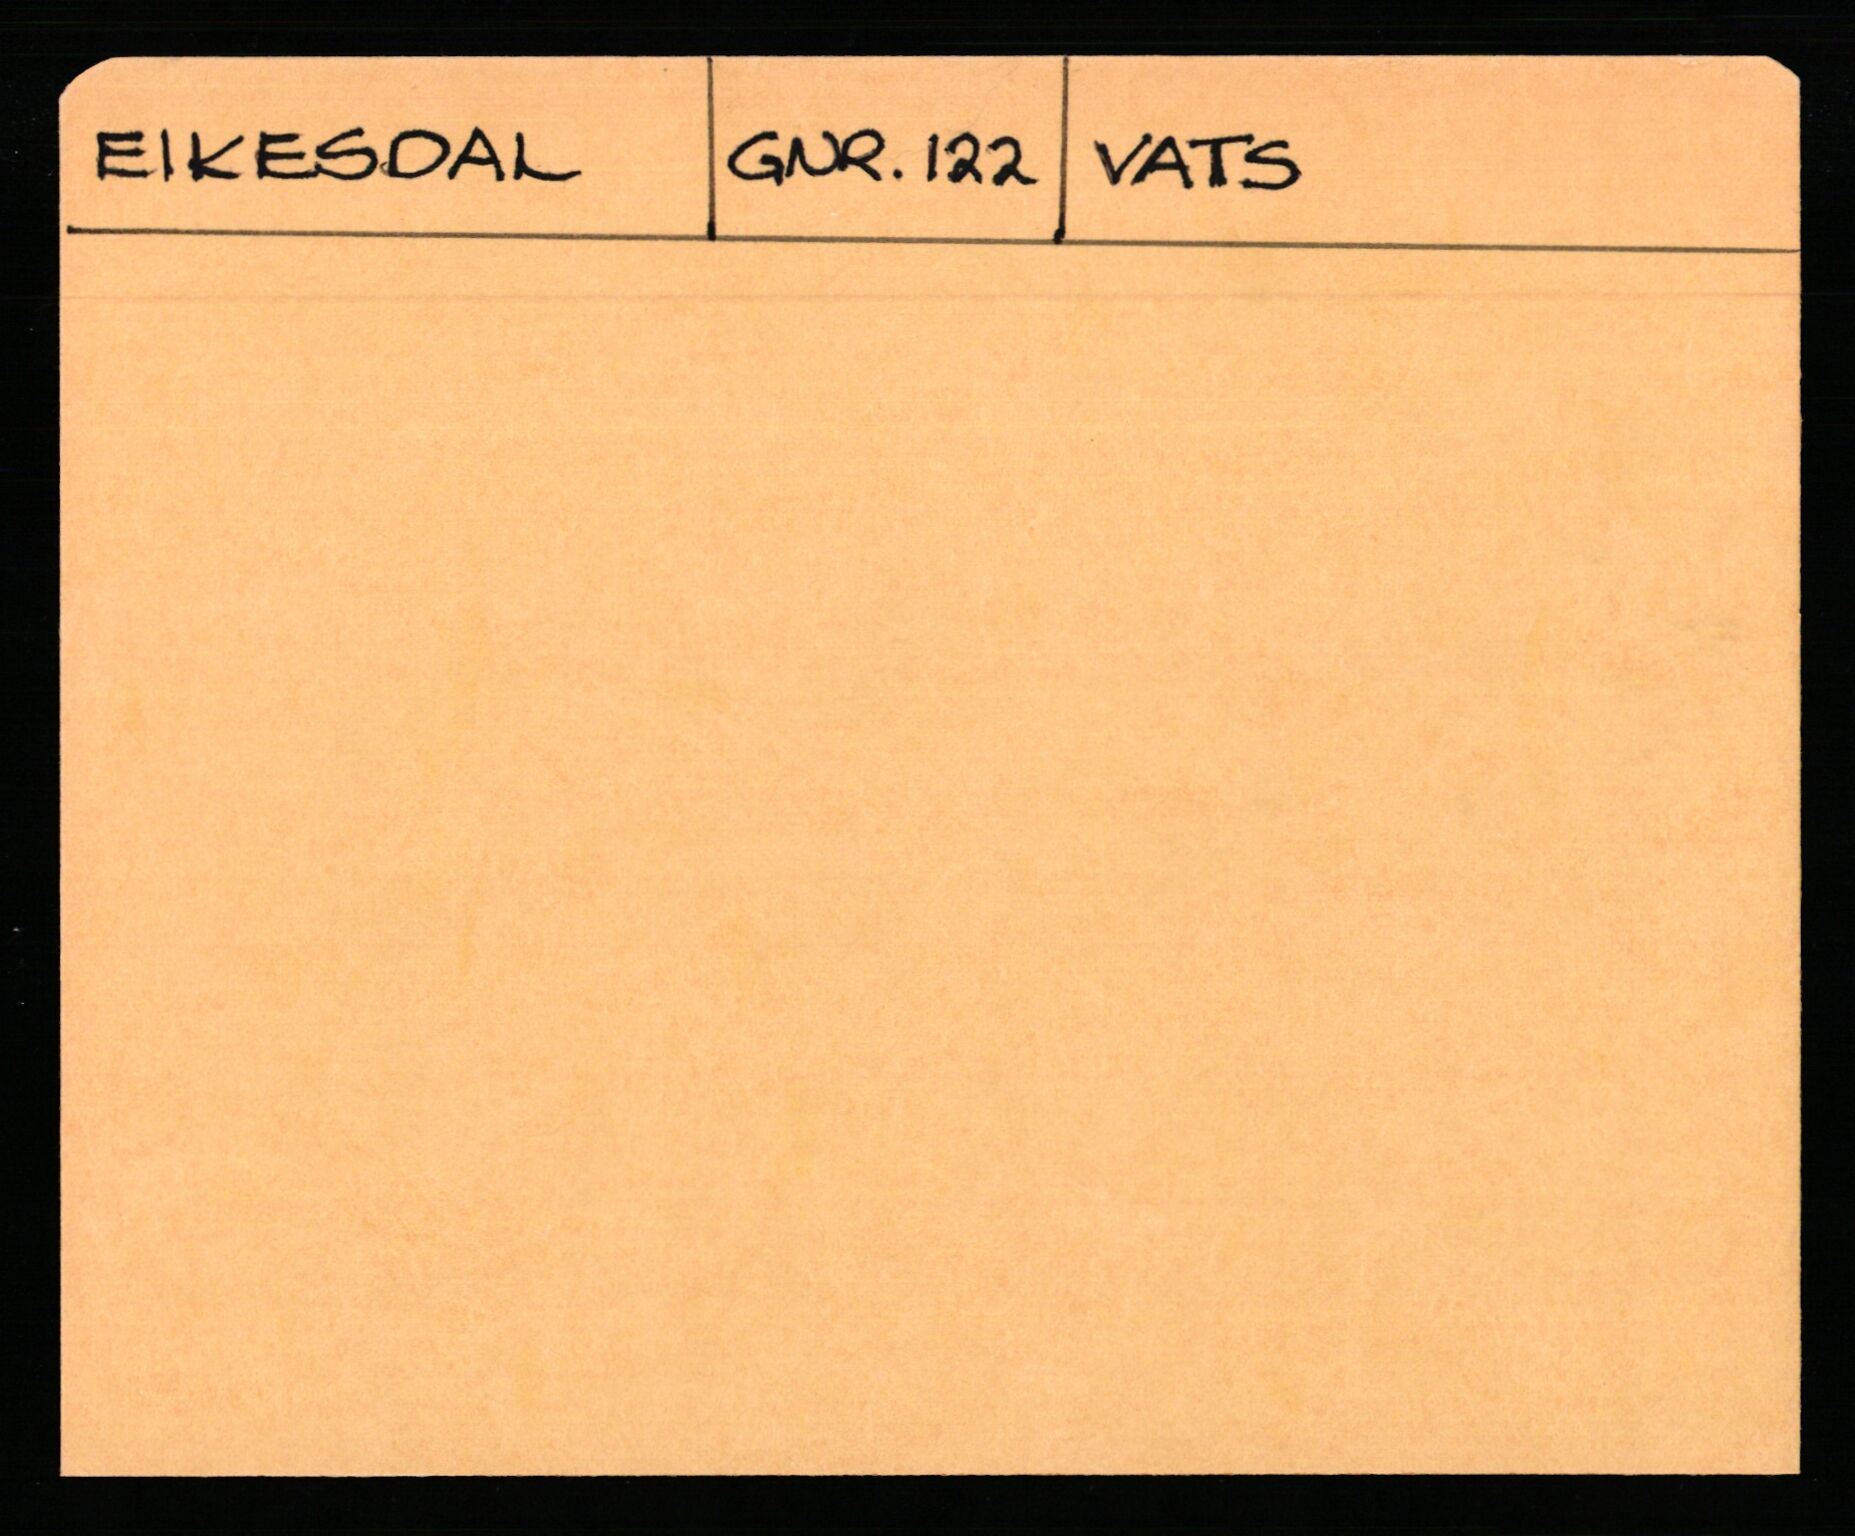 EIKESDAL GNR. 122 VATS